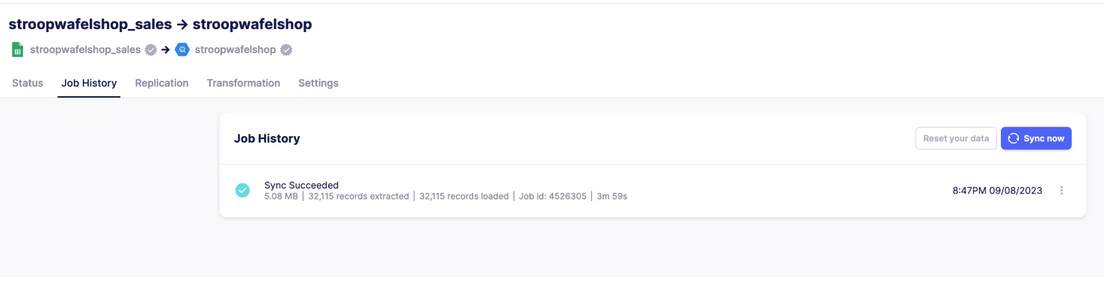 stroopwafelshop_sales → stroopwafelshop
stroopwafelshop_sales → stroopwafelshop
Status Job History Replication Transformation Settings
Job History Reset your data Sync now
Sync Succeeded
5.08 MB | 32,115 records extracted | 32,115 records loaded | Job id: 4526305 | 3m 59s
8:47PM 09/08/2023